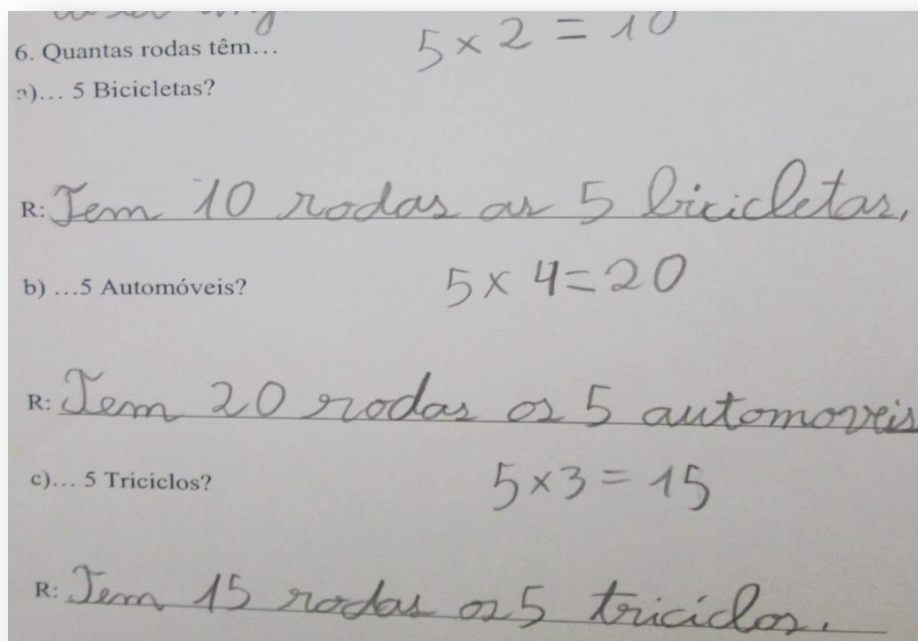 5 × 2 = 10
6. Quantas rodas têm…
a)… 5 Bicicletas?
R: Tem 10 rodas as 5 bicicletas,
b) …5 Automóveis?
5 × 4 = 20
R: Tem 20 rodas os 5 automoveis
c)… 5 Triciclos?
5 × 3 = 15
R: Tem 15 rodas os 5 triciclos.